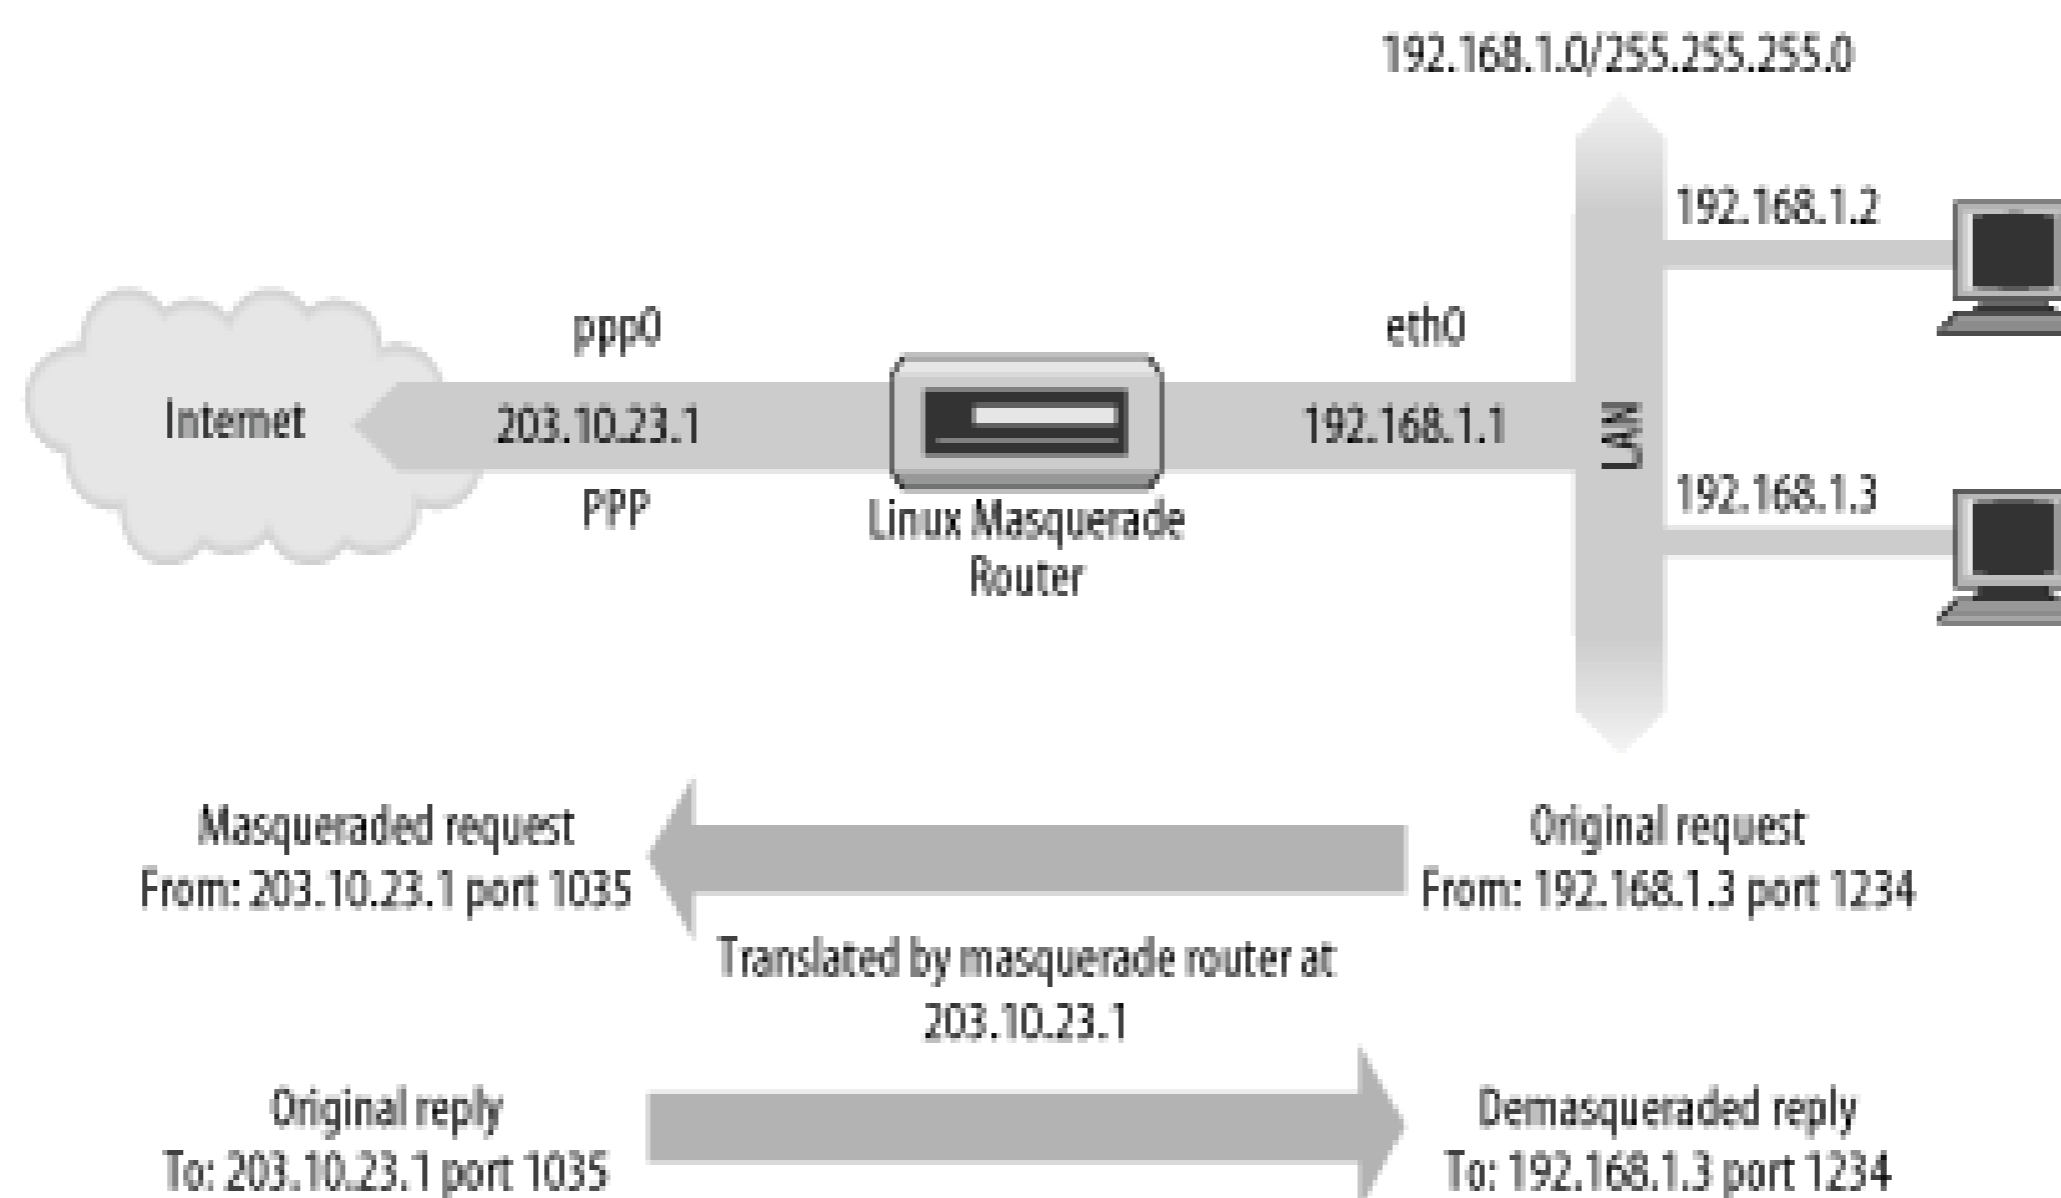 192.168.1.0/255.255.255.0
192.168.1.2
ppp0
eth0
Internet
203.10.23.1
192.168.1.1
LAN
PPP
192.168.1.3
Linux Masquerade
Router
Masqueraded request
From: 203.10.23.1 port 1035
Original request
From: 192.168.1.3 port 1234
Translated by masquerade router at
203.10.23.1
Original reply
To: 203.10.23.1 port 1035
Demasqueraded reply
To: 192.168.1.3 port 1234